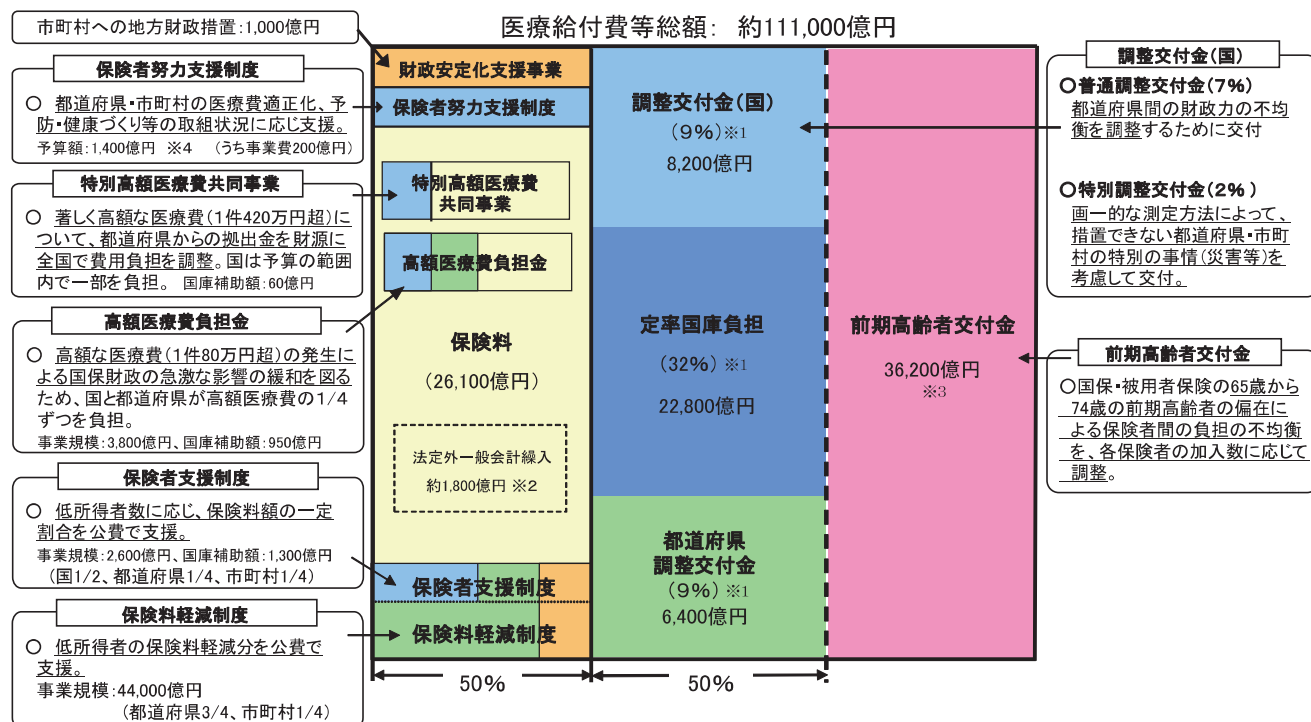 医療給付費等総額: 約111,000億円
市町村への地方財政措置:1,000億円
保険者努力支援制度
○ 都道府県・市町村の医療費適正化、予
防・健康づくり等の取組状況に応じ支援。
予算額:1,400億円 ※4 (うち事業費200億円)
特別高額医療費共同事業
○ 著しく高額な医療費(1件420万円超)に
ついて、都道府県からの拠出金を財源に
全国で費用負担を調整。国は予算の範囲
内で一部を負担。 国庫補助額:60億円
高額医療費負担金
○ 高額な医療費(1件80万円超)の発生に
よる国保財政の急激な影響の緩和を図る
ため、国と都道府県が高額医療費の1/4
ずつを負担。
事業規模:3,800億円、国庫補助額:950億円
保険者支援制度
○ 低所得者数に応じ、保険料額の一定
割合を公費で支援。
事業規模:2,600億円、国庫補助額:1,300億円
(国1/2、都道府県1/4、市町村1/4)
保険料軽減制度
○ 低所得者の保険料軽減分を公費で
支援。
事業規模:44,000億円
(都道府県3/4、市町村1/4)
財政安定化支援事業
保険者努力支援制度
特別高額医療費
共同事業
高額医療費負担金
保険料
(26,100億円)
法定外一般会計繰入
約1,800億円 ※2
保険者支援制度
保険料軽減制度
50%
調整交付金(国)
(9%) ※1
8,200億円
定率国庫負担
(32%) ※1
22,800億円
都道府県
調整交付金
(9%) ※1
6,400億円
50%
前期高齢者交付金
36,200億円
※3
調整交付金(国)
●普通調整交付金(7%)
都道府県間の財政力の不均
衡を調整するために交付
●特別調整交付金(2%)
画一的な測定方法によって、
措置できない都道府県・市町
村の特別の事情(災害等)を
考慮して交付。
前期高齢者交付金
○国保・被用者保険の65歳から
74歳の前期高齢者の偏在に
よる保険者間の負担の不均衡
を、各保険者の加入数に応じて
調整。